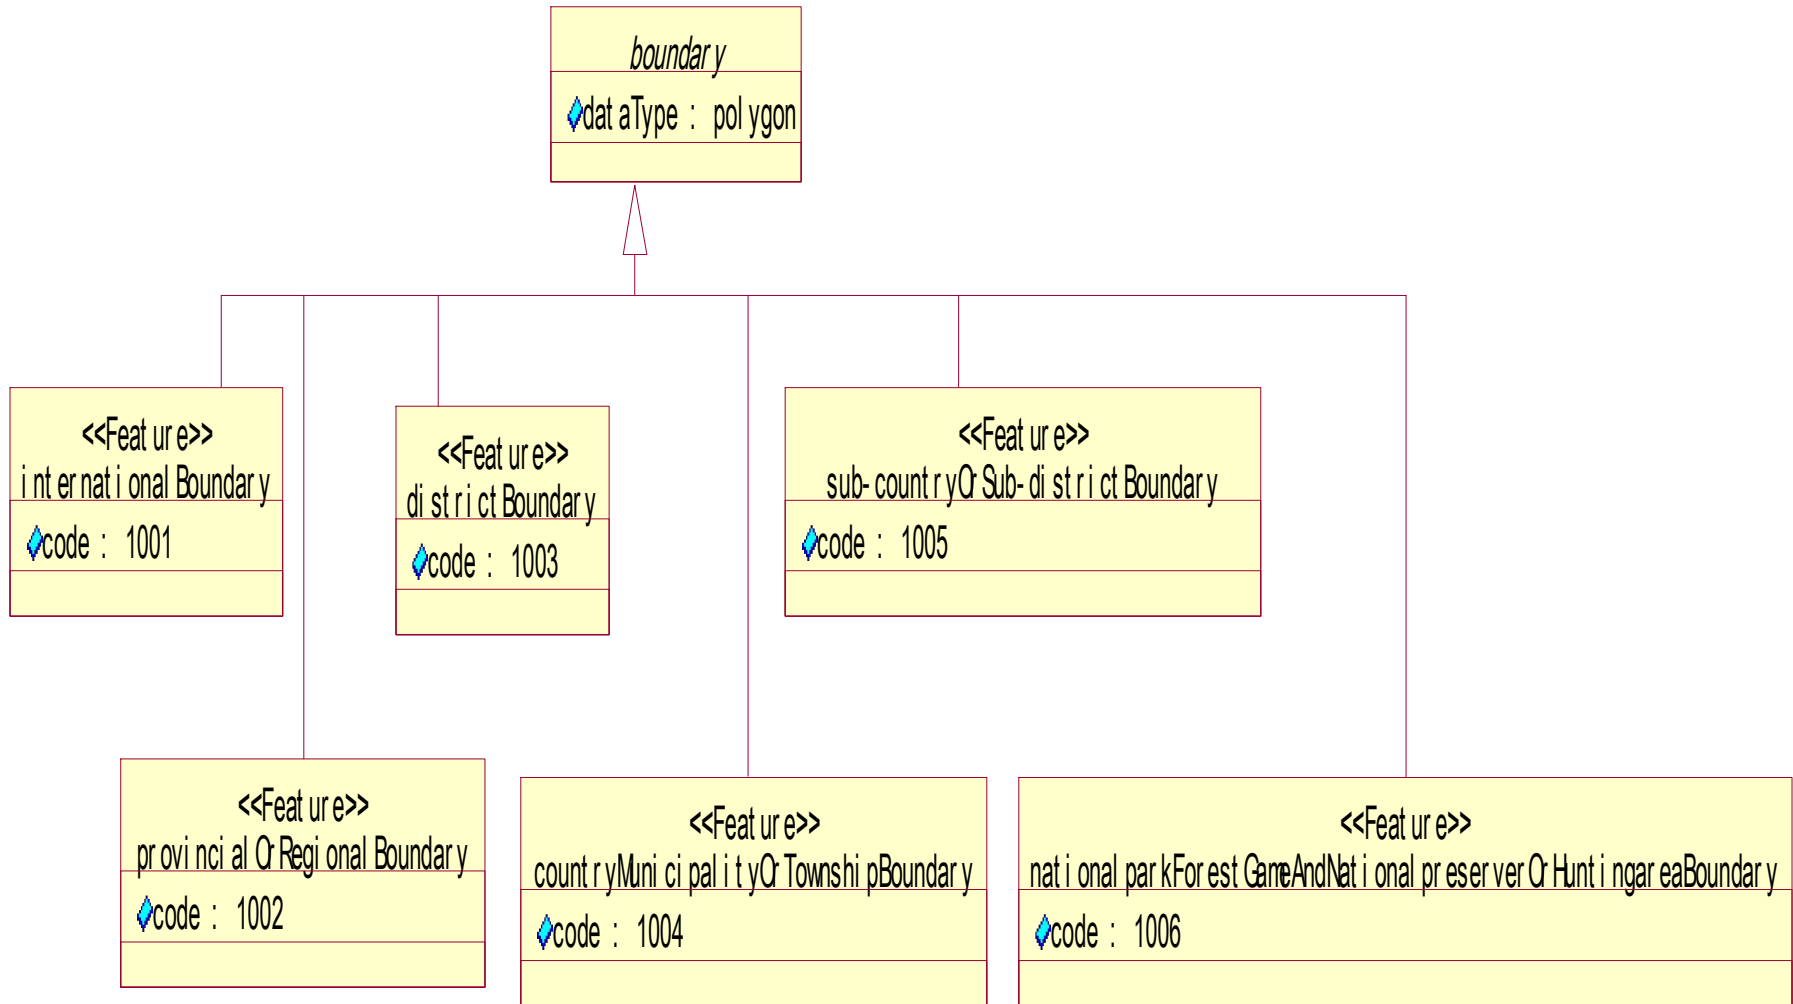 boundary
dataType : polygon
<<Feature>>
internationalBoundary
code : 1001
<<Feature>>
districtBoundary
code : 1003
<<Feature>>
sub-countryOrSub-districtBoundary
code : 1005
<<Feature>>
provincialOrRegionalBoundary
code : 1002
<<Feature>>
countryMunicipalityOrTownshipBoundary
code : 1004
<<Feature>>
nationalparkForestGameAndNationalpreserverOrHuntingareaBoundary
code : 1006